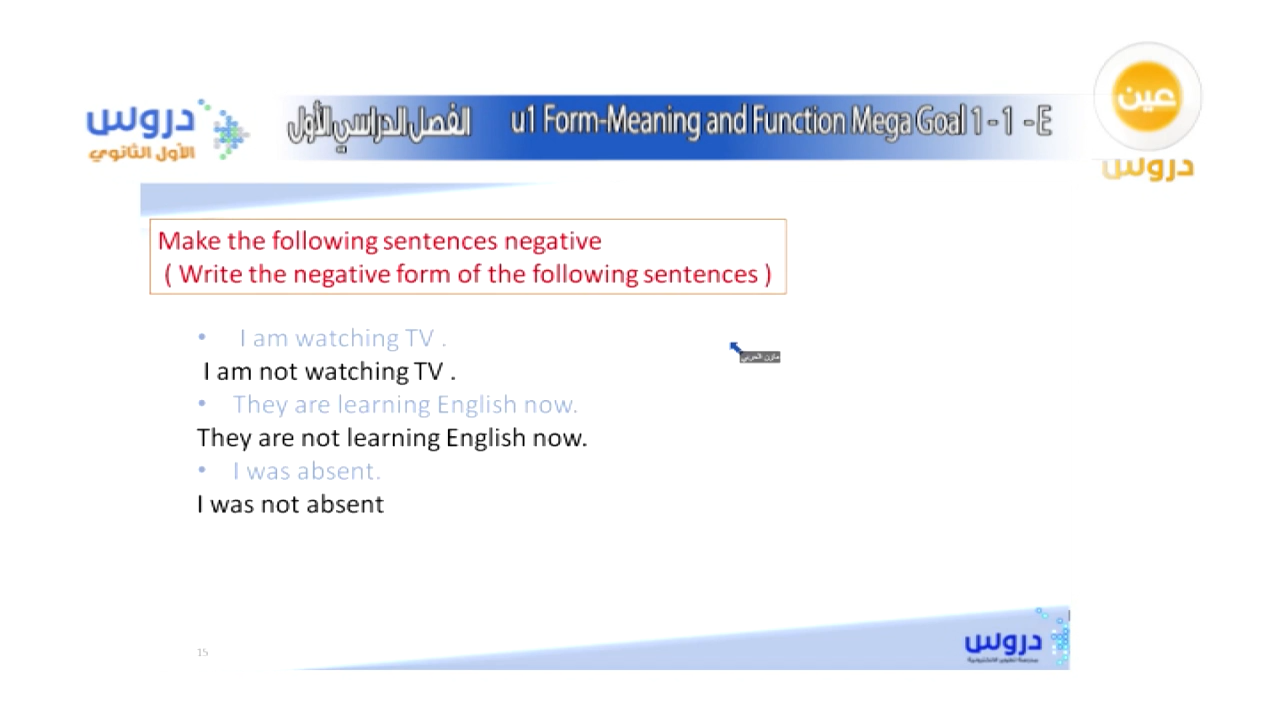 دروس
الأول الثانوي
الفصل الدراسي الأول
u1 Form-Meaning and Function Mega Goal 1 - 1 - E
عين
دروس
Make the following sentences negative
( Write the negative form of the following sentences )
• I am watching TV .
I am not watching TV .
• They are learning English now.
They are not learning English now.
• I was absent.
I was not absent
15
دروس